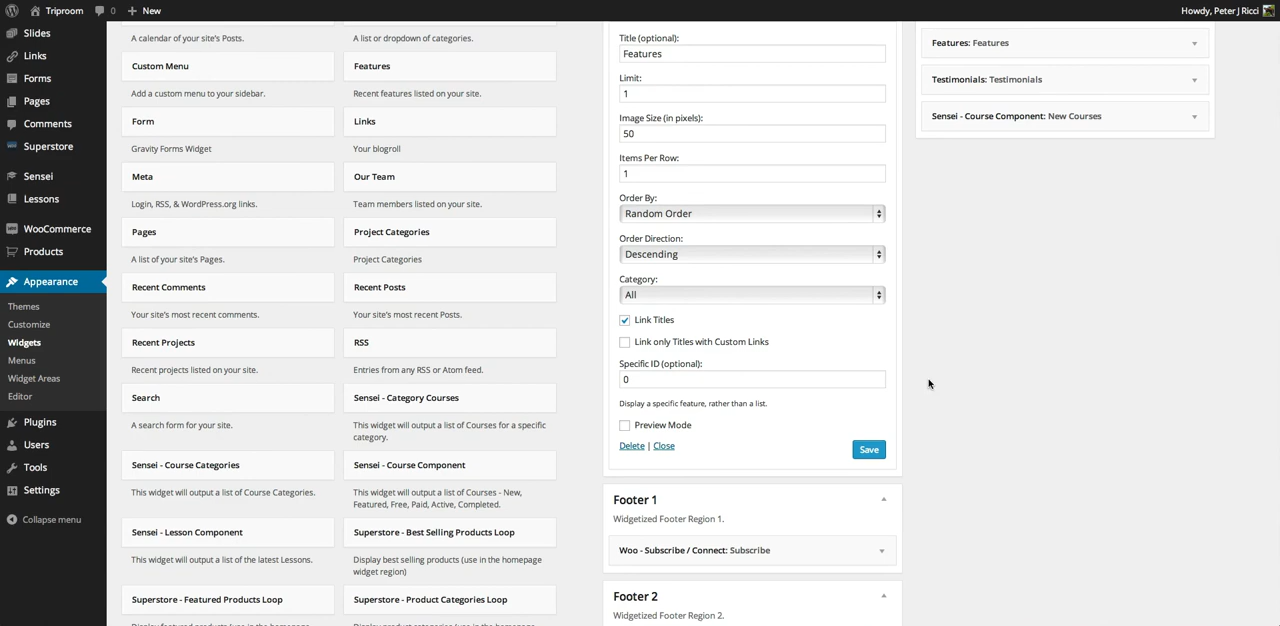 Triproom 0 + New Howdy, Peter J Ricci
Slides
Links
Forms
Pages
Comments
Superstore
Sensei
Lessons
WooCommerce
Products
Appearance
Themes
Customize
Widgets
Menus
Widget Areas
Editor
Plugins
Users
Tools
Settings
Collapse menu
A calendar of your site's Posts.
Custom Menu
Add a custom menu to your sidebar.
Form
Gravity Forms Widget
Meta
Login, RSS, & WordPress.org links.
Pages
A list of your site's Pages.
Recent Comments
Your site's most recent comments.
Recent Projects
Recent projects listed on your site.
Search
A search form for your site.
Sensei - Course Categories
This widget will output a list of Course Categories.
Sensei - Lesson Component
This widget will output a list of the latest Lessons.
Superstore - Featured Products Loop
A list or dropdown of categories.
Features
Recent features listed on your site.
Links
Your blogroll
Our Team
Team members listed on your site.
Project Categories
Project Categories
Recent Posts
Your site's most recent Posts.
RSS
Entries from any RSS or Atom feed.
Sensei - Category Courses
This widget will output a list of Courses for a specific
category.
Sensei - Course Component
This widget will output a list of Courses - New,
Featured, Free, Paid, Active, Completed.
Superstore - Best Selling Products Loop
Display best selling products (use in the homepage
widget region)
Superstore - Product Categories Loop
Title (optional):
Features
Limit:
1
Image Size (in pixels):
50
Items Per Row:
1
Order By:
Random Order
Order Direction:
Descending
Category:
All
Link Titles
Link only Titles with Custom Links
Specific ID (optional):
0
Display a specific feature, rather than a list.
Preview Mode
Delete | Close Save
Footer 1
Widgetized Footer Region 1.
Woo - Subscribe / Connect: Subscribe
Footer 2
Widgetized Footer Region 2.
Features: Features
Testimonials: Testimonials
Sensei - Course Component: New Courses